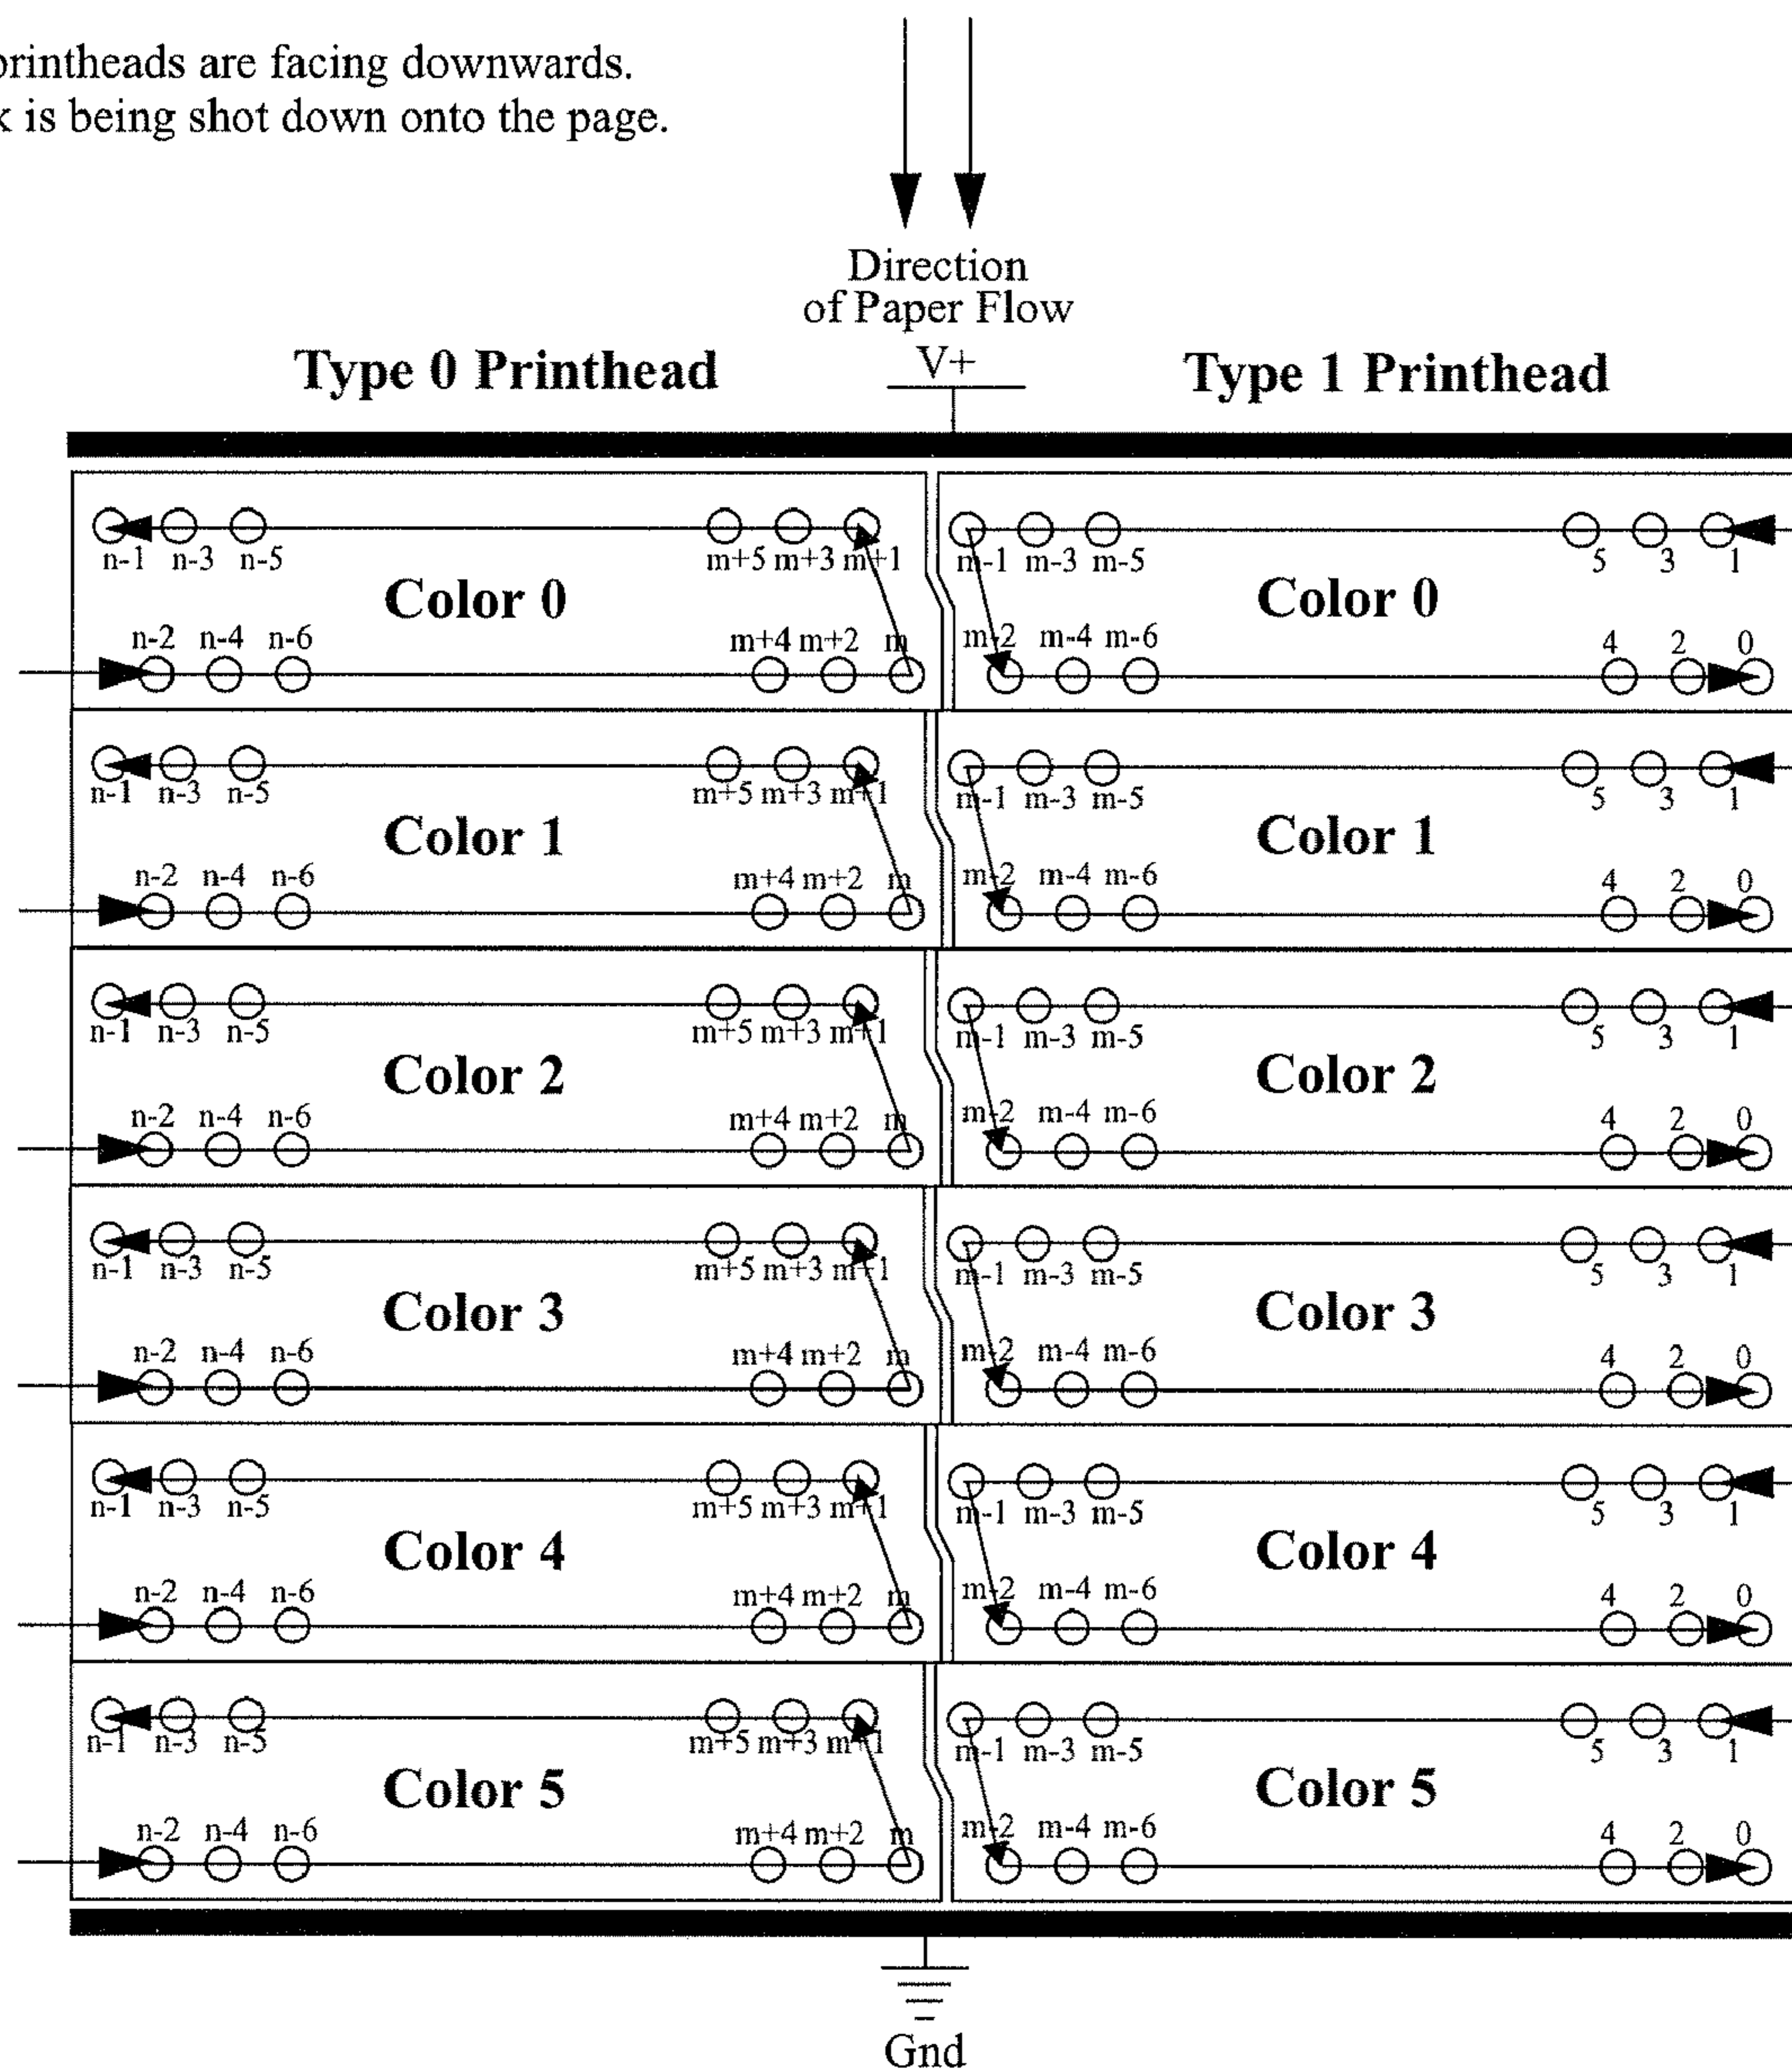 printheads are facing downwards.
is being shot down onto the page.
Direction
of Paper Flow
V+
Type 0 Printhead Type 1 Printhead
n-1 n-3 n-5 m+5 m+3 m+1 m-1 m-3 m-5 5 3 1
Color 0 Color 0
n-2 n-4 n-6 m+4 m+2 m m-2 m-4 m-6 4 2 0
n-1 n-3 n-5 m+5 m+3 m+1 m-1 m-3 m-5 5 3 1
Color 1 Color 1
n-2 n-4 n-6 m+4 m+2 m m-2 m-4 m-6 4 2 0
n-1 n-3 n-5 m+5 m+3 m+1 m-1 m-3 m-5 5 3 1
Color 2 Color 2
n-2 n-4 n-6 m+4 m+2 m m-2 m-4 m-6 4 2 0
n-1 n-3 n-5 m+5 m+3 m+1 m-1 m-3 m-5 5 3 1
Color 3 Color 3
n-2 n-4 n-6 m+4 m+2 m m-2 m-4 m-6 4 2 0
n-1 n-3 n-5 m+5 m+3 m+1 m-1 m-3 m-5 5 3 1
Color 4 Color 4
n-2 n-4 n-6 m+4 m+2 m m-2 m-4 m-6 4 2 0
n-1 n-3 n-5 m+5 m+3 m+1 m-1 m-3 m-5 5 3 1
Color 5 Color 5
n-2 n-4 n-6 m+4 m+2 m m-2 m-4 m-6 4 2 0
Gnd